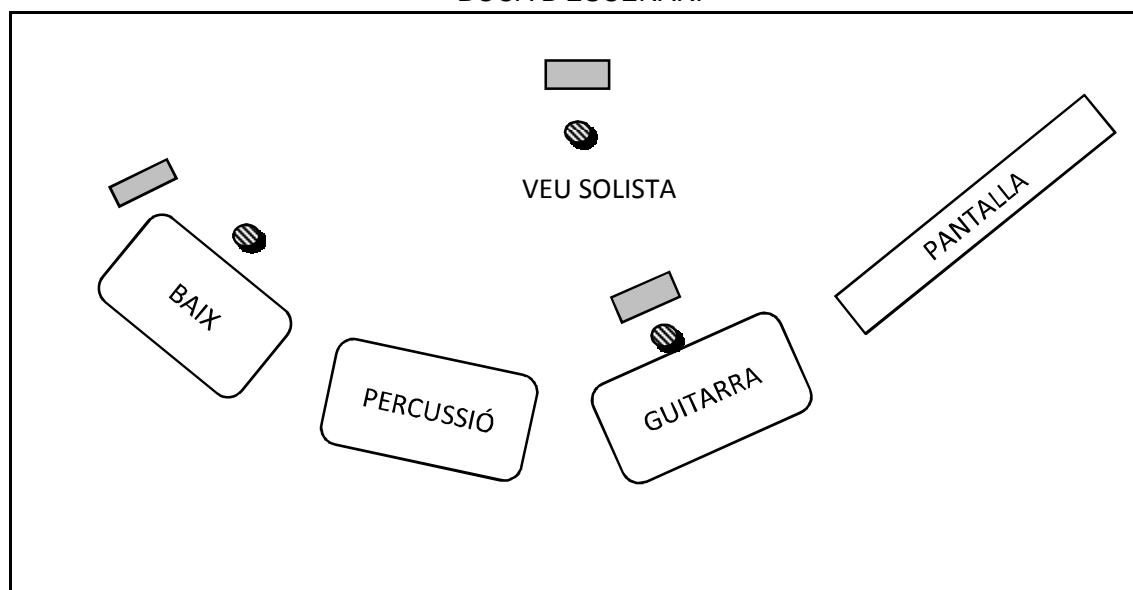 VEU SOLISTA
PANTALLA
BAIX
PERCUSSIÓ
GUITARRA